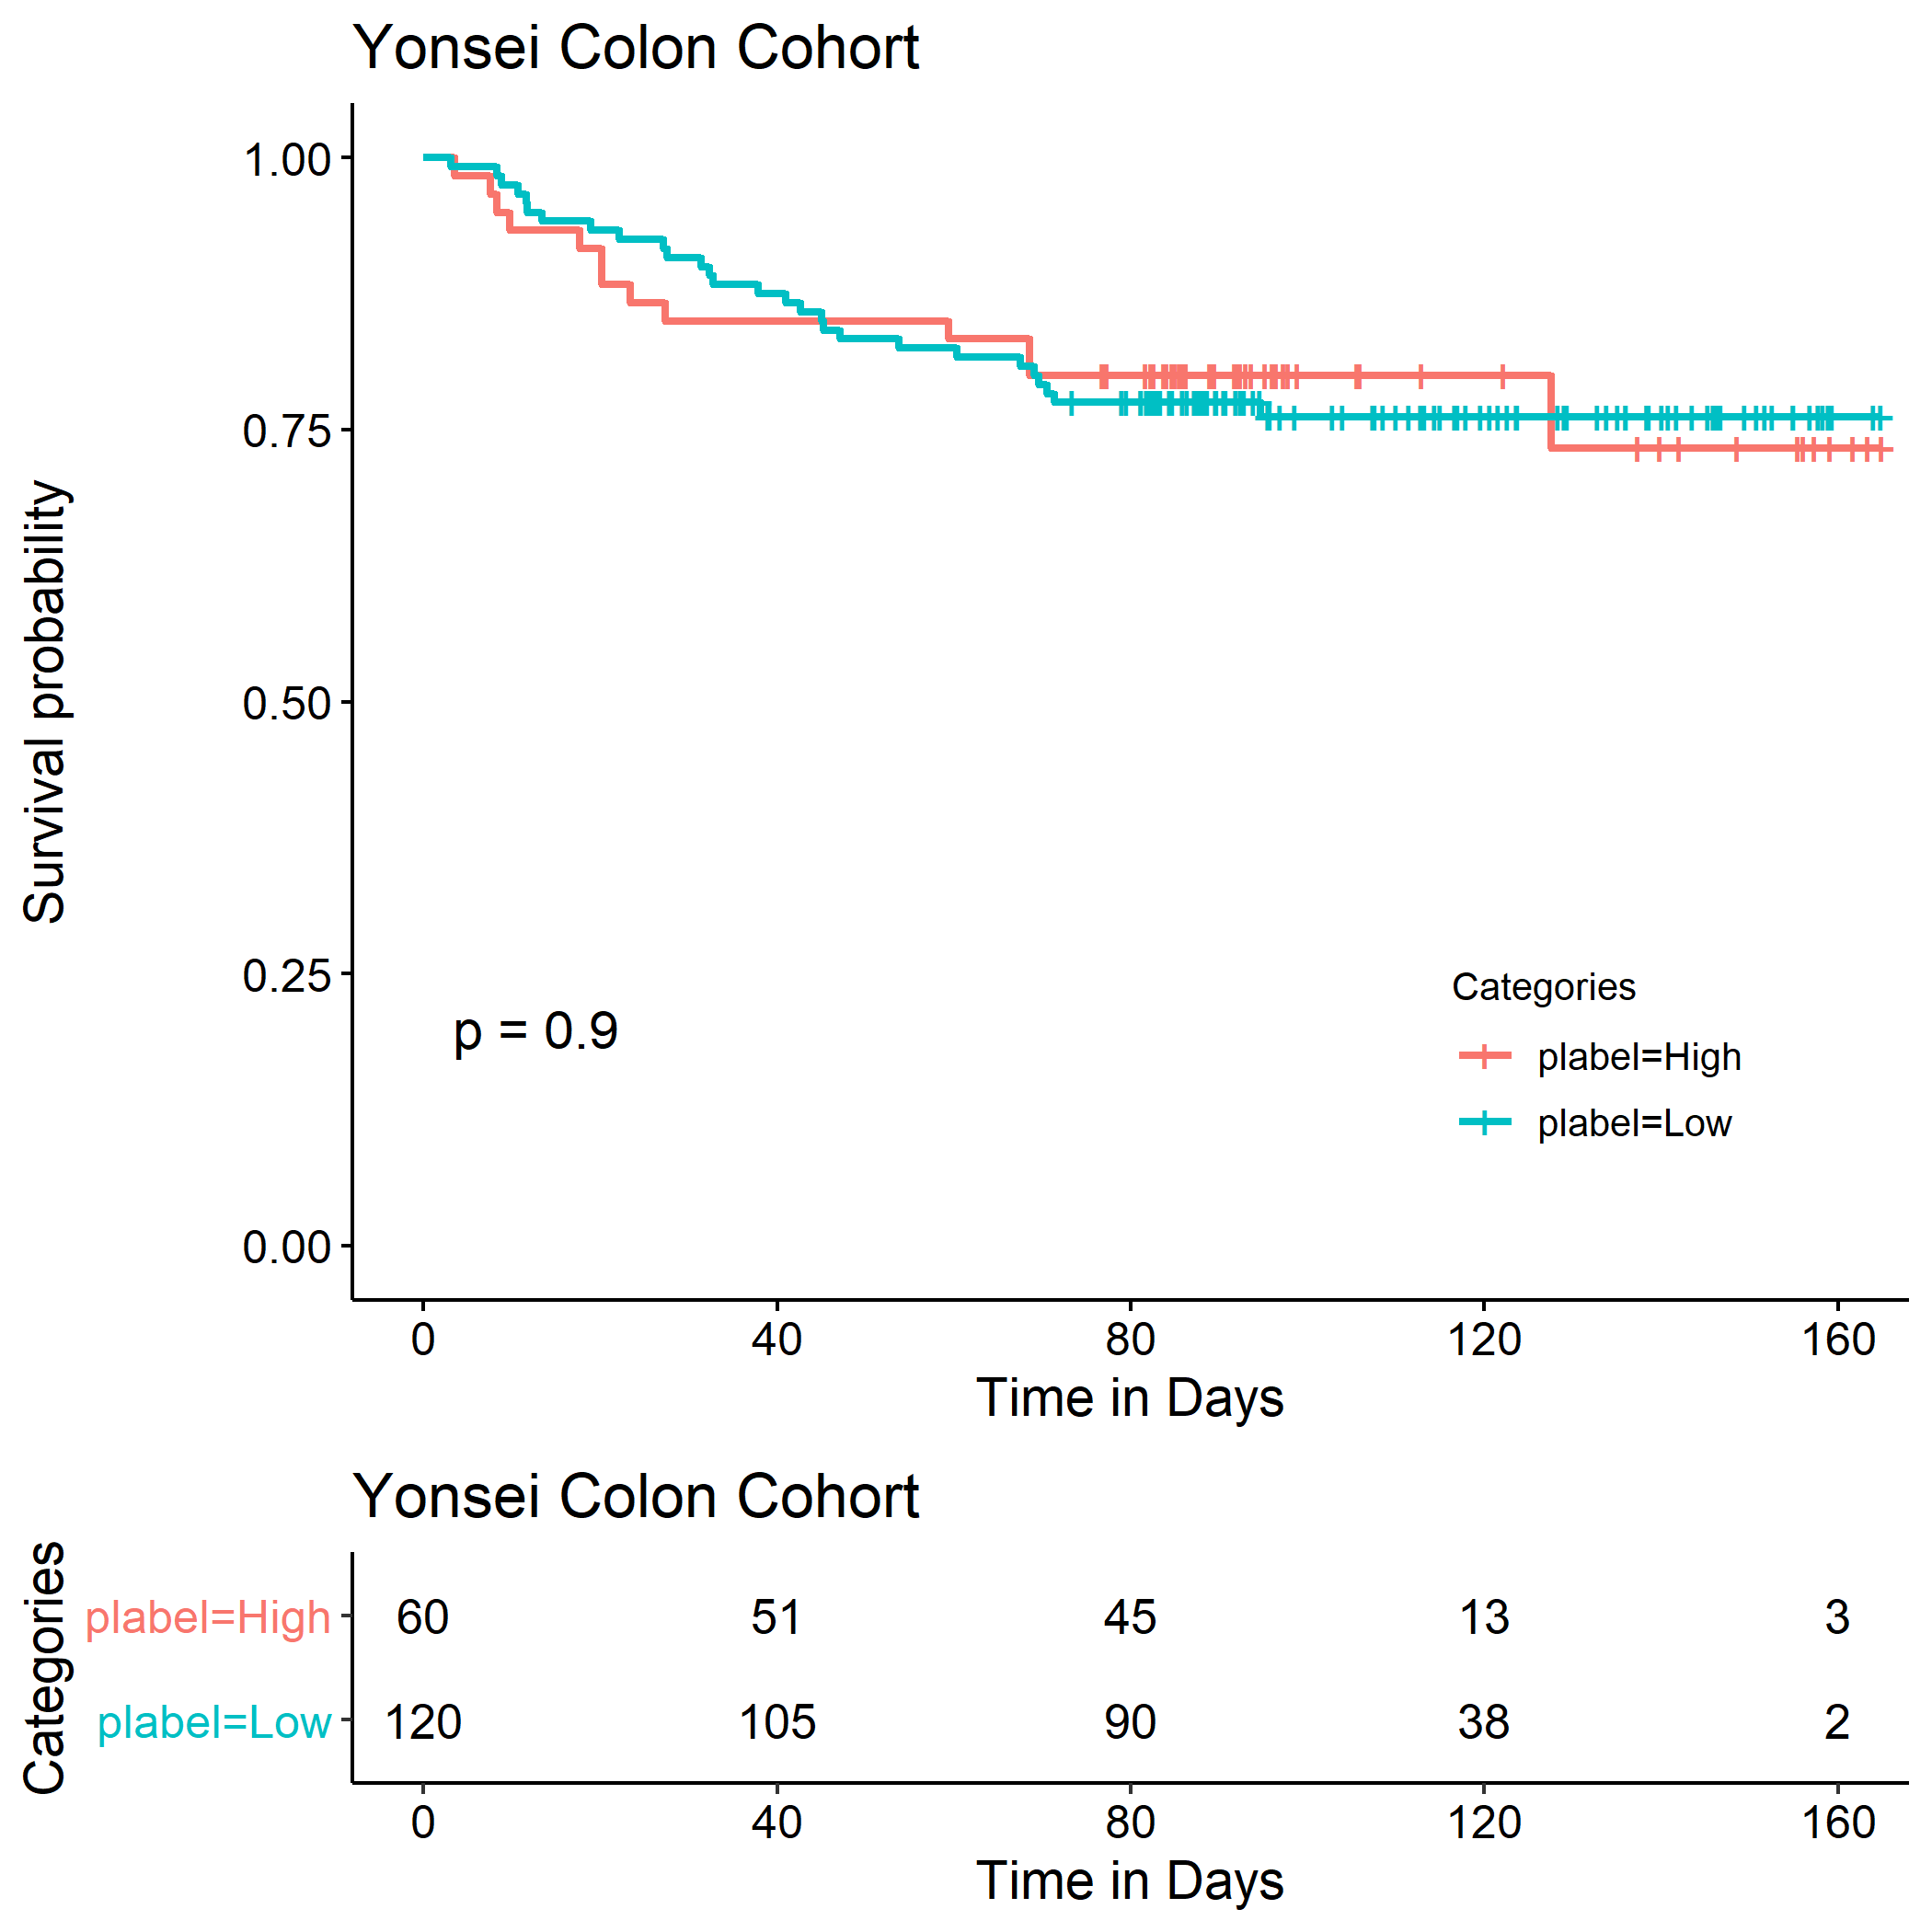 Yonsei Colon Cohort
Survival probability
1.00
0.75
0.50
0.25
0.00
p = 0.9
Categories
plabel=High
plabel=Low
0 40 80 120 160
Time in Days
Yonsei Colon Cohort
Categories
plabel=High 60 51 45 13 3
plabel=Low 120 105 90 38 2
0 40 80 120 160
Time in Days